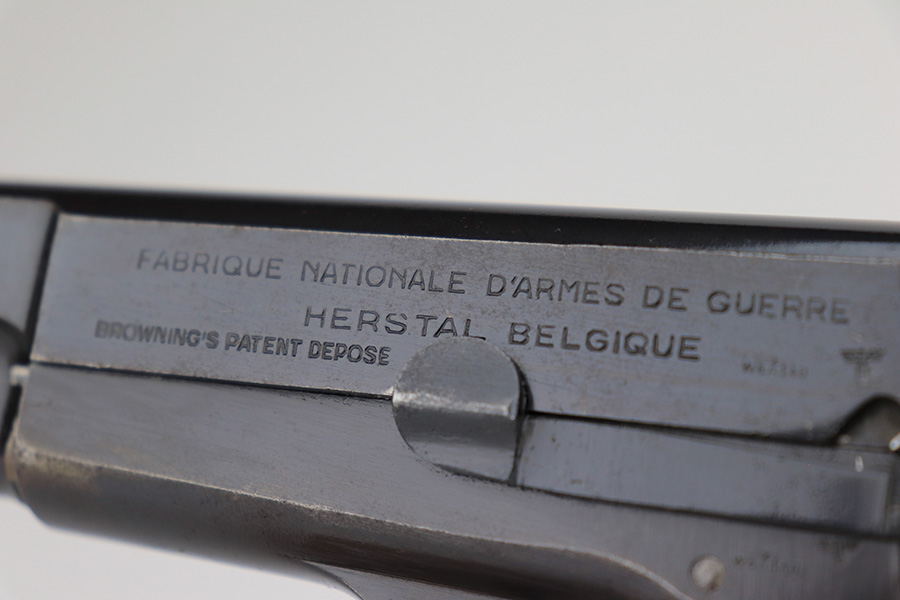 FABRIQUE NATIONALE D'ARMES DE GUERRE
HERSTAL BELGIQUE
BROWNING'S PATENT DEPOSE